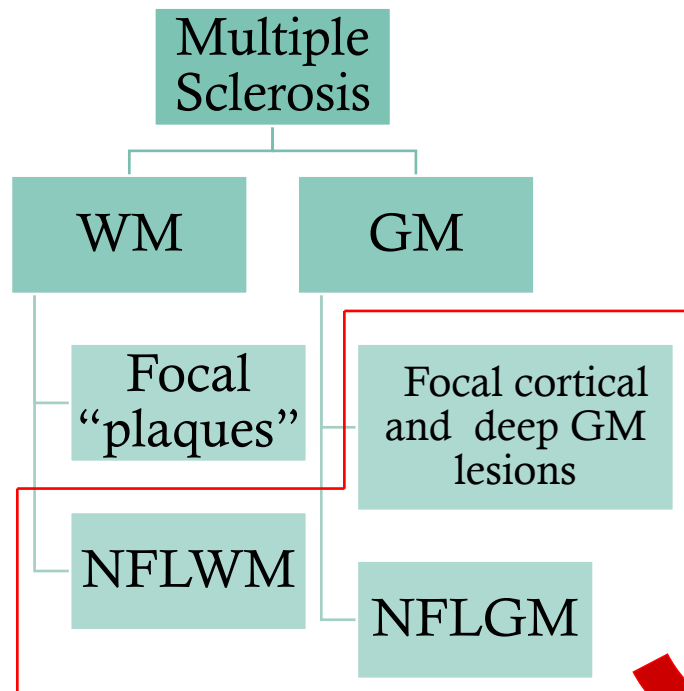 Multiple
Sclerosis
WM
GM
Focal
“plaques”
NFLWM
Focal cortical
and deep GM
lesions
NFLGM